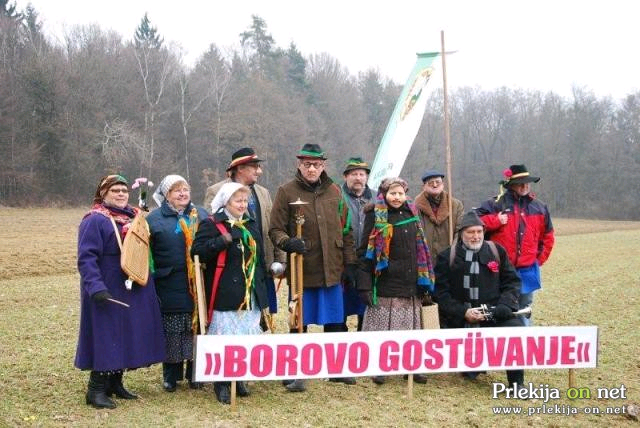 »BOROVO GOSTÜVANJE«
Prlekija on net
www.prlekija-on.net